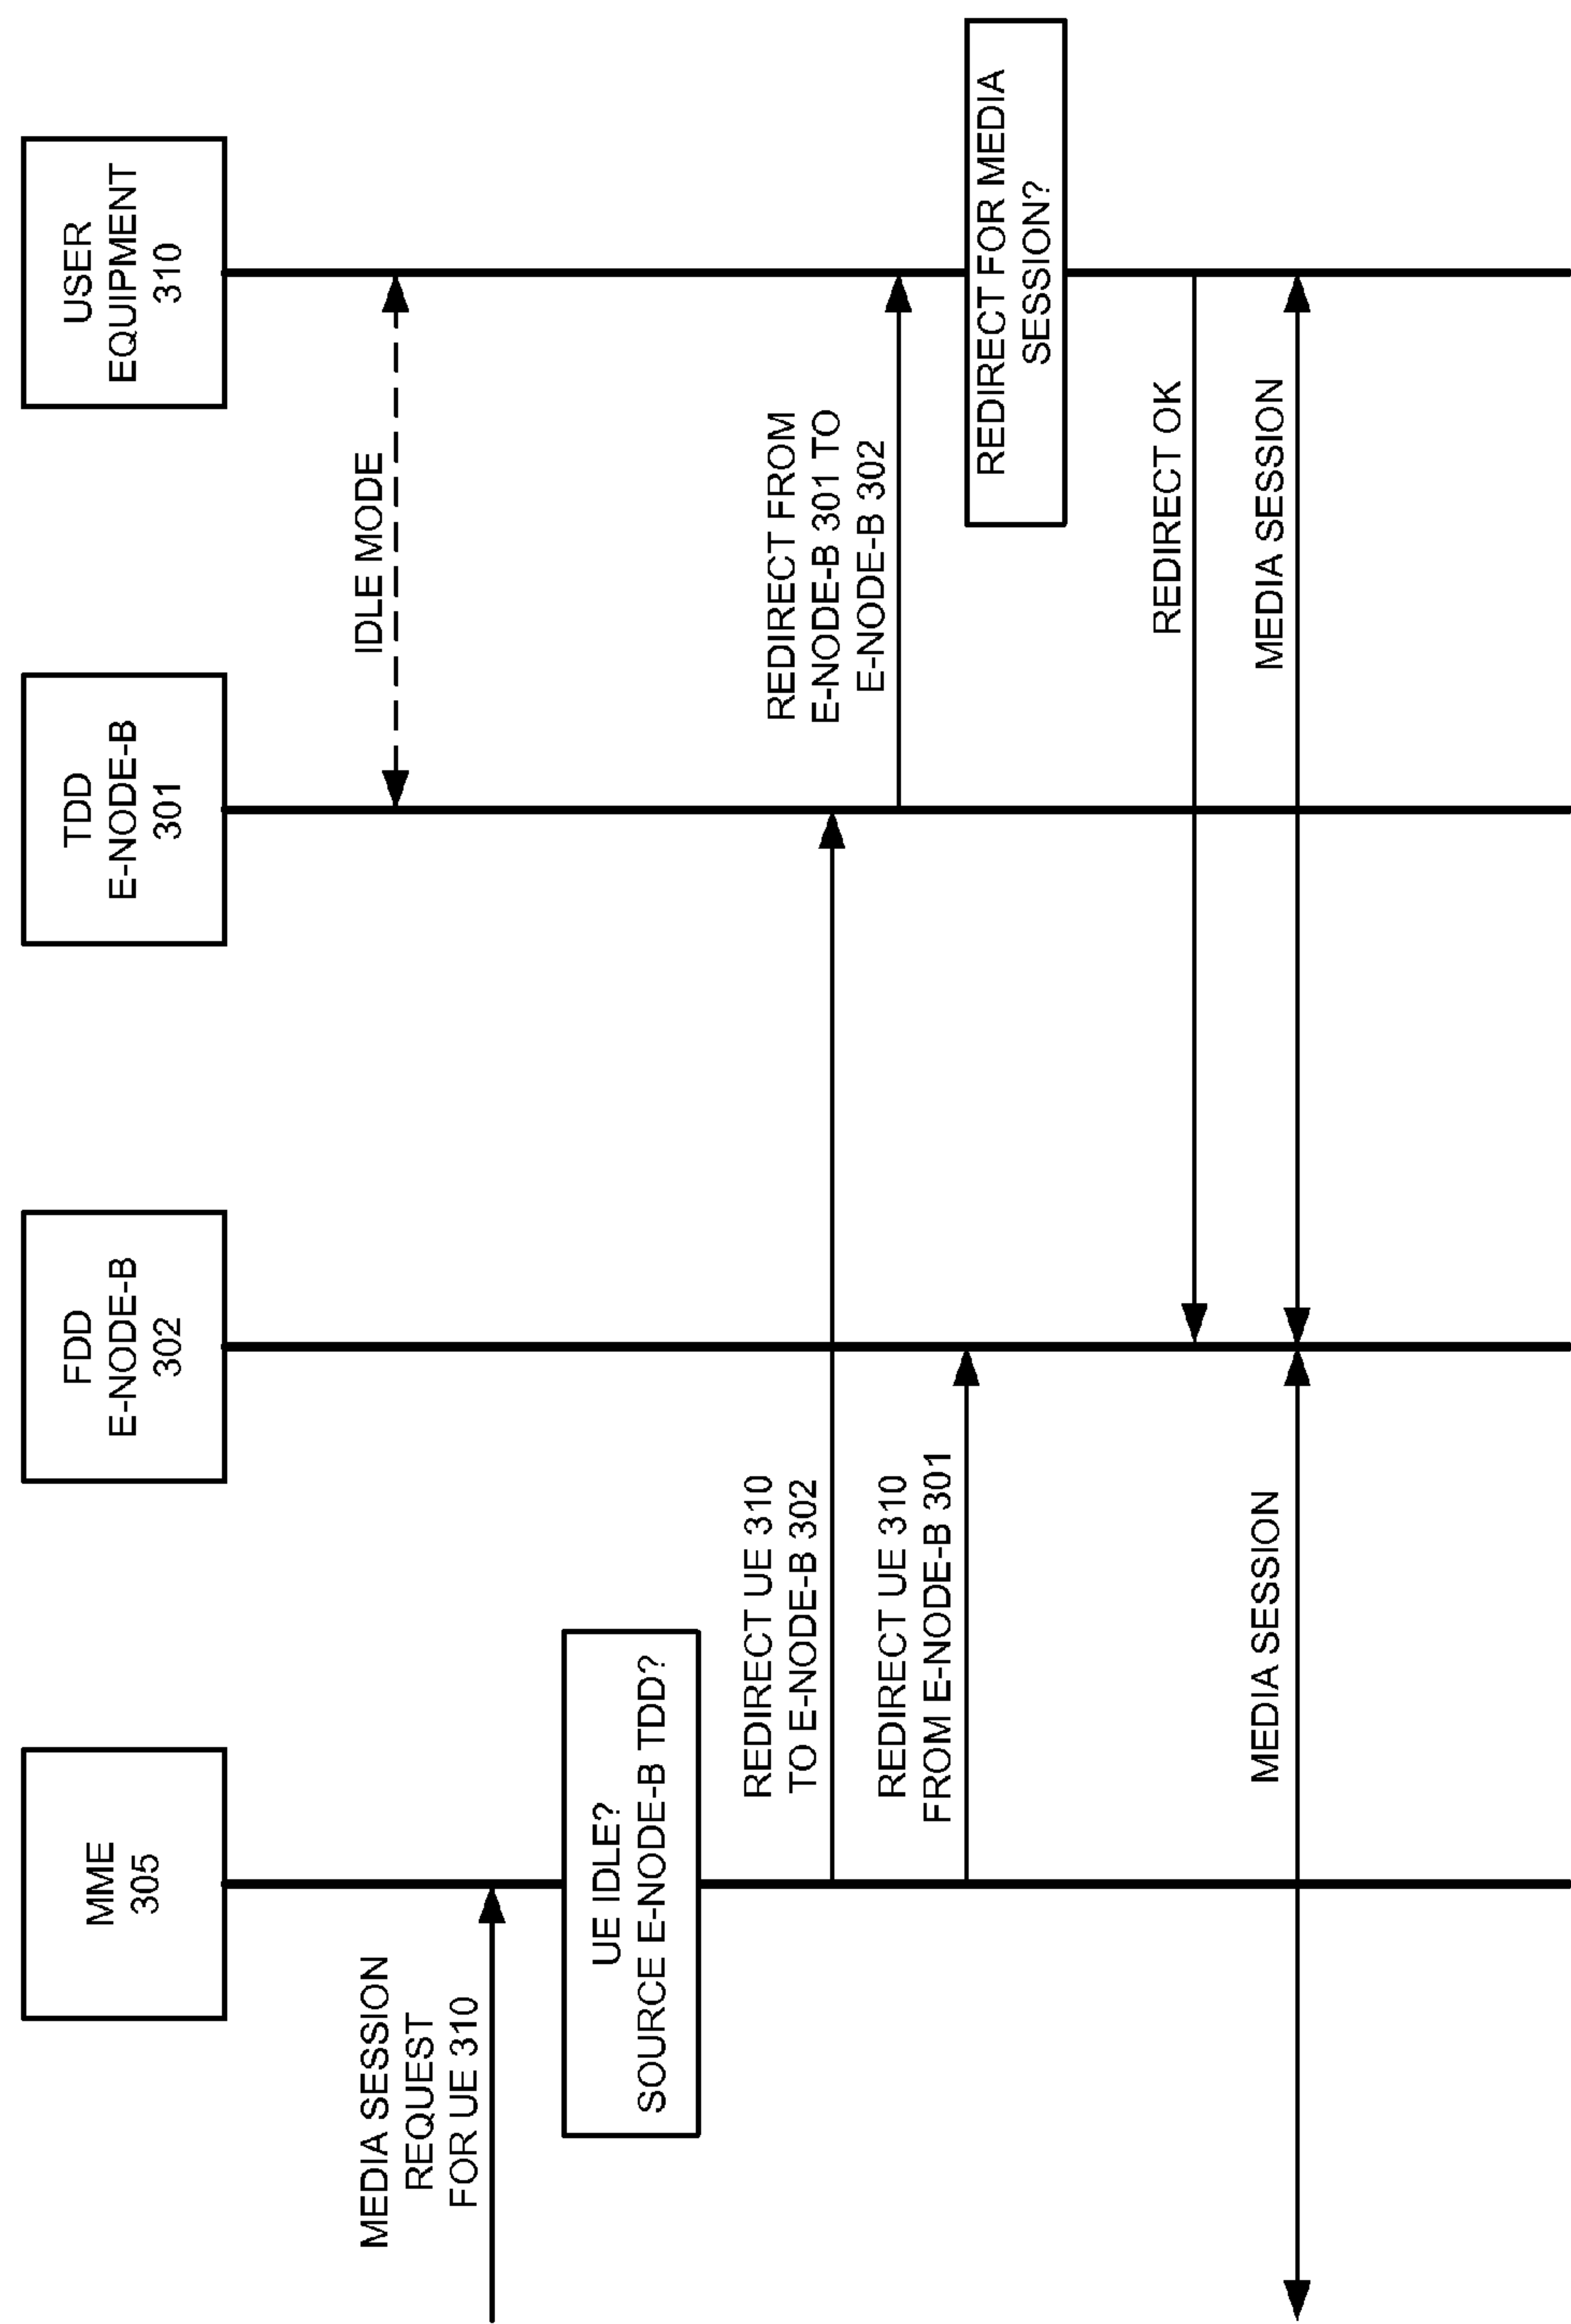 MME
305
FDD
E-NODE-B
302
TDD
E-NODE-B
301
USER
EQUIPMENT
310
IDLE MODE
MEDIA SESSION
REQUEST
FOR UE 310
UE IDLE?
SOURCE E-NODE-B TDD?
REDIRECT UE 310
TO E-NODE-B 302
REDIRECT FROM
E-NODE-B 301 TO
E-NODE-B 302
REDIRECT UE 310
FROM E-NODE-B 301
REDIRECT FOR MEDIA
SESSION?
REDIRECT OK
MEDIA SESSION
MEDIA SESSION